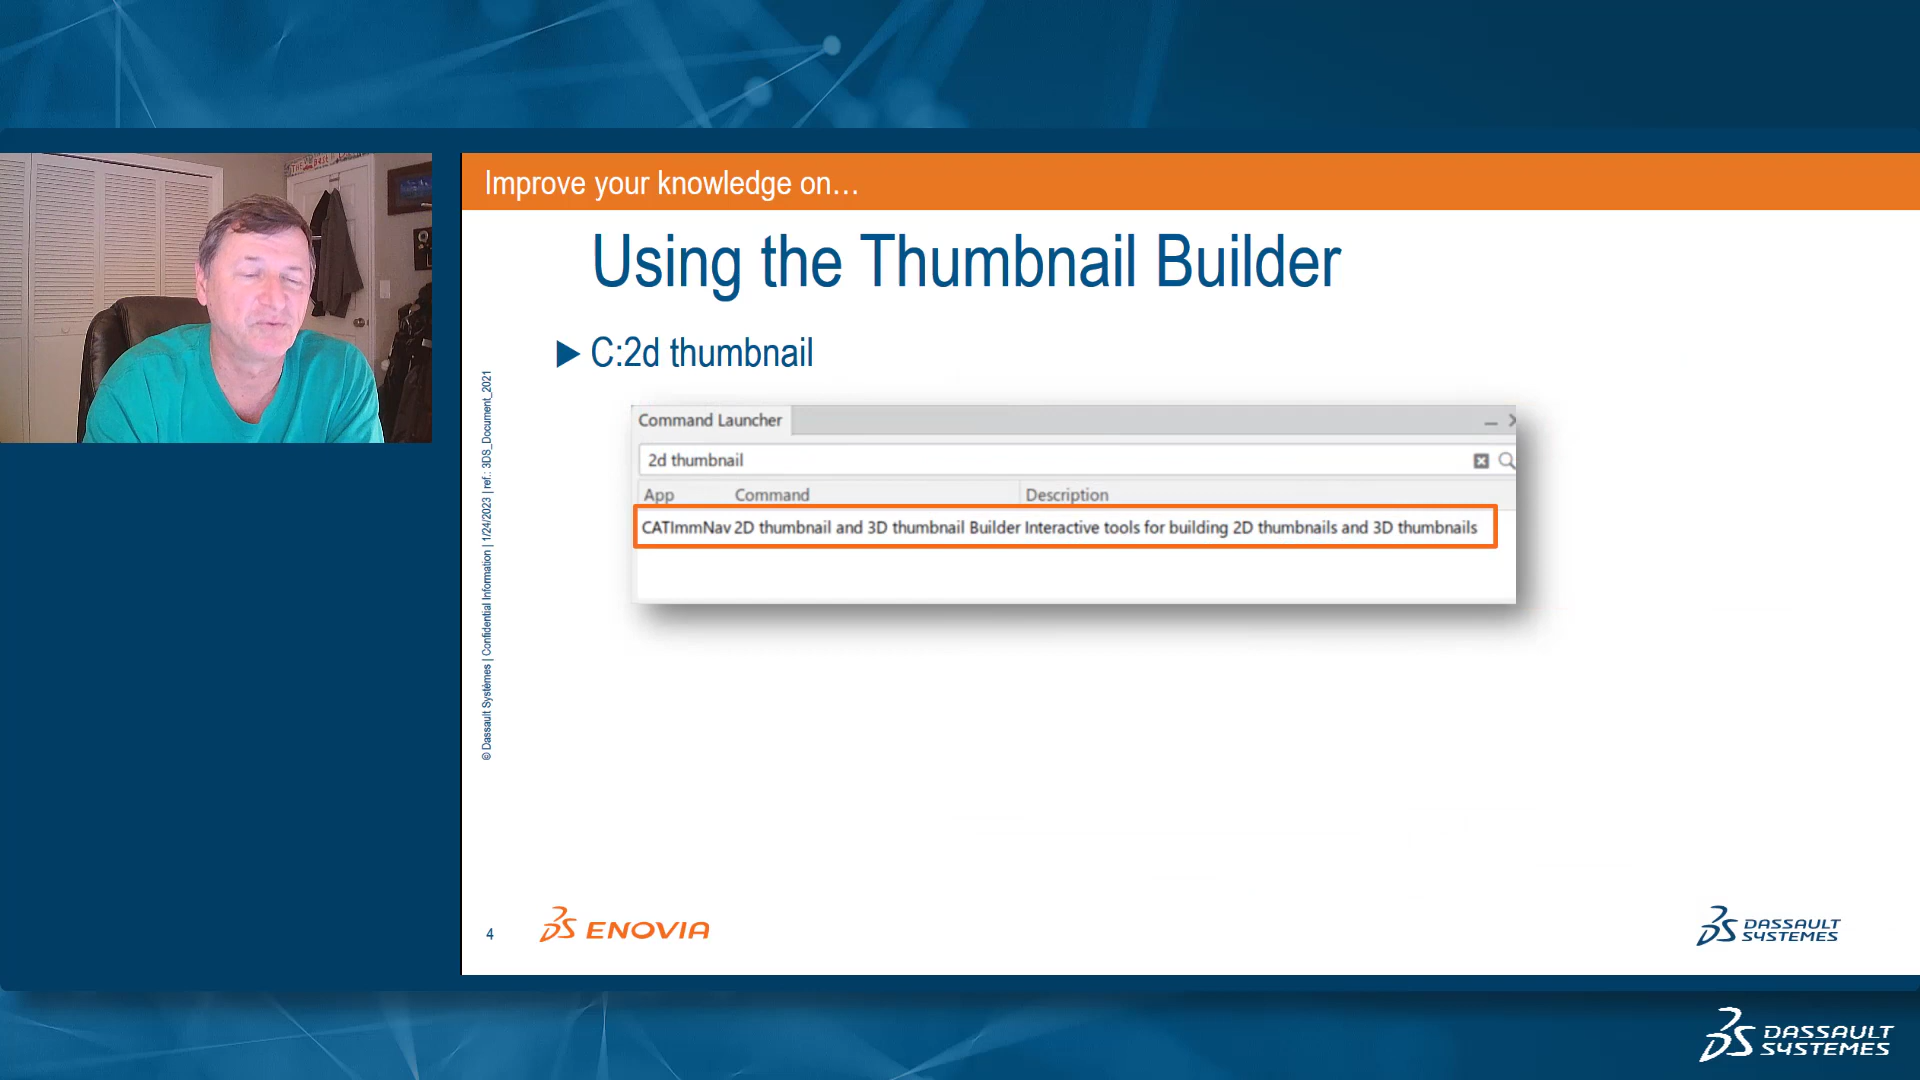 Improve your knowledge on...
Using the Thumbnail Builder
C:2d thumbnail
Command Launcher
2d thumbnail
App Command Description
CATImmNav 2D thumbnail and 3D thumbnail Builder Interactive tools for building 2D thumbnails and 3D thumbnails
© Dassault Systèmes | Confidential Information | 1/24/2023 | ref.: 3DS_Document_2021
4
ENOVIA
DASSAULT
SYSTEMES
DASSAULT
SYSTEMES